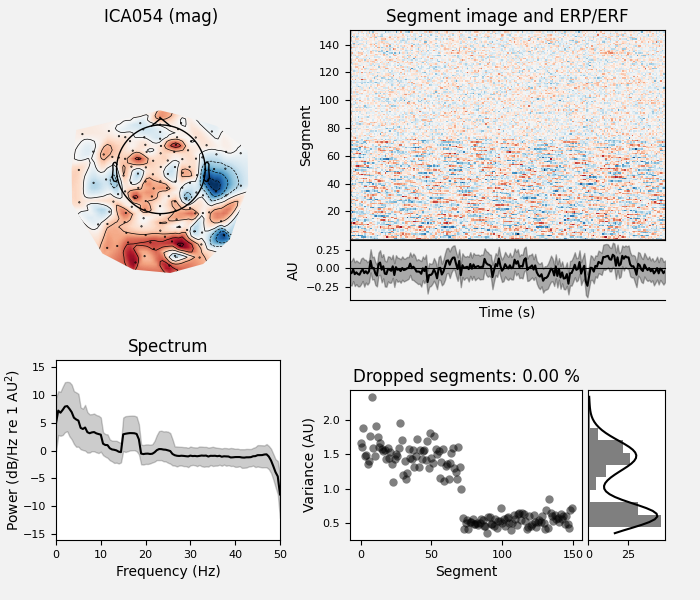 ICA054 (mag)
Segment image and ERP/ERF
140
120
100
80
60
40
20
Segment
0.25
0.00
−0.25
AU
Time (s)
Spectrum
15
10
5
0
−5
−10
−15
Power (dB/Hz re 1 AU²)
0 10 20 30 40 50
Frequency (Hz)
Dropped segments: 0.00 %
2.0
1.5
1.0
0.5
Variance (AU)
0 50 100 150
Segment
0 25